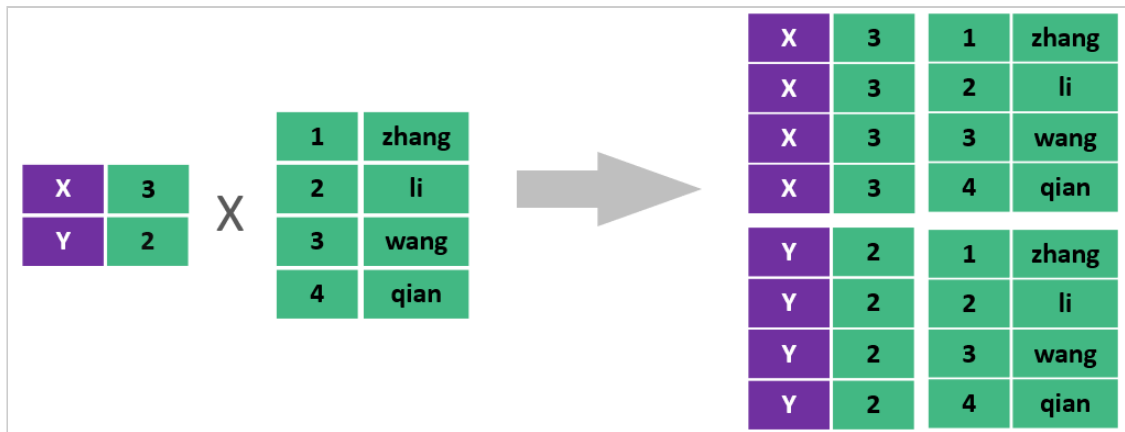 X 3
Y 2
X
1 zhang
2 li
3 wang
4 qian
X 3 1 zhang
X 3 2 li
X 3 3 wang
X 3 4 qian
Y 2 1 zhang
Y 2 2 li
Y 2 3 wang
Y 2 4 qian